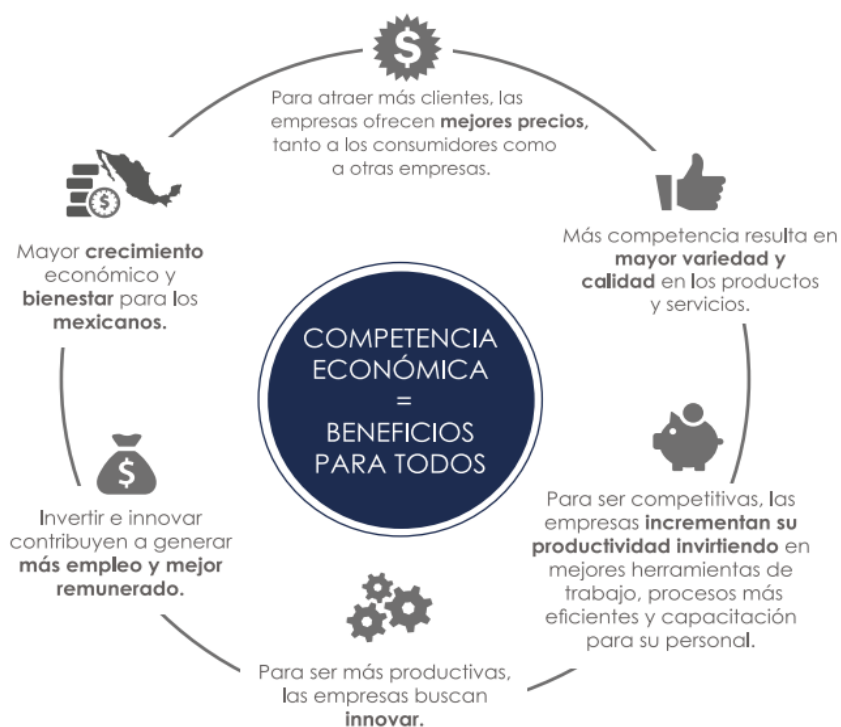 $
Para atraer más clientes, las
empresas ofrecen mejores precios,
tanto a los consumidores como
a otras empresas.
Más competencia resulta en
mayor variedad y
calidad en los productos
y servicios.
Para ser competitivas, las
empresas incrementan su
productividad invirtiendo en
mejores herramientas de
trabajo, procesos más
eficientes y capacitación
para su personal.
Para ser más productivas,
las empresas buscan
innovar.
$
Invertir e innovar
contribuyen a generar
más empleo y mejor
remunerado.
$
Mayor crecimiento
económico y
bienestar para los
mexicanos.
COMPETENCIA
ECONÓMICA
=
BENEFICIOS
PARA TODOS